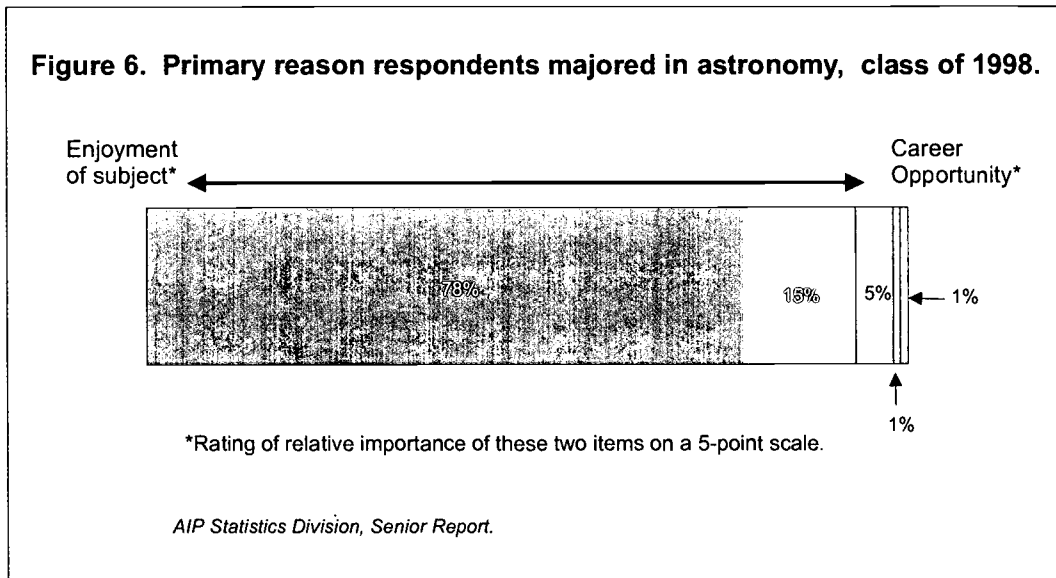 Figure 6. Primary reason respondents majored in astronomy, class of 1998.
Enjoyment
of subject*
Career
Opportunity*
78%
15%
5%
1%
1%
*Rating of relative importance of these two items on a 5-point scale.
AIP Statistics Division, Senior Report.